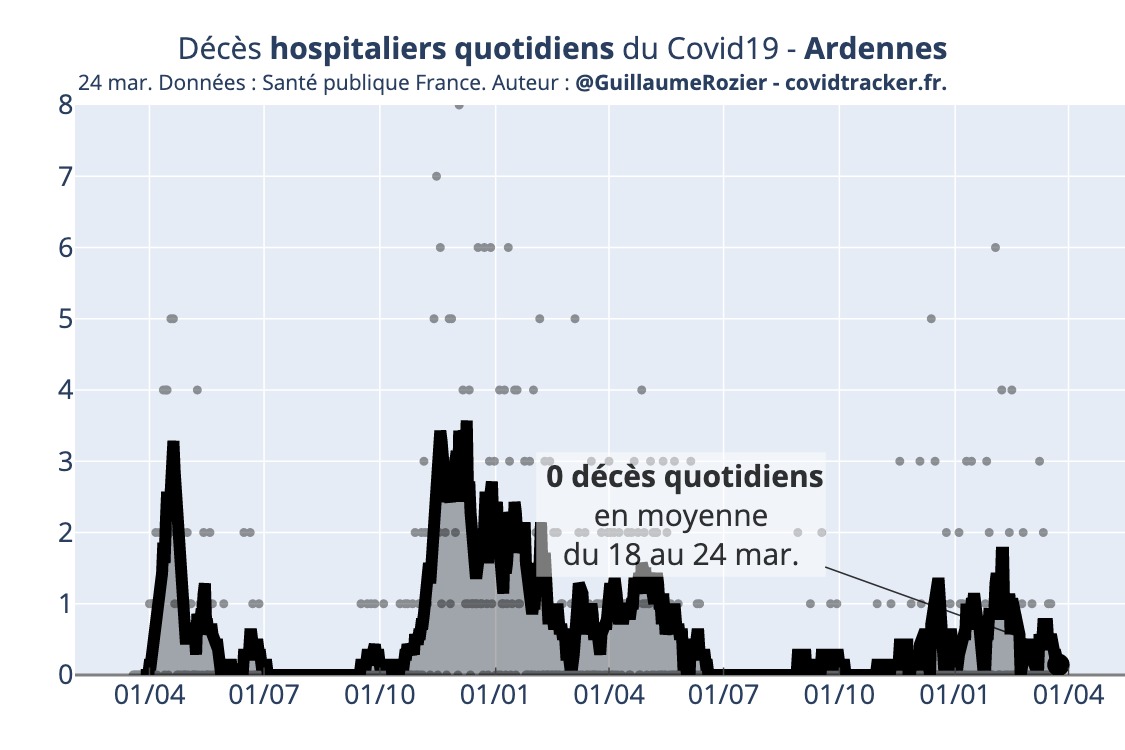 Décès hospitaliers quotidiens du Covid19 - Ardennes
24 mar. Données : Santé publique France. Auteur : @GuillaumeRozier - covidtracker.fr.
8
7
6
5
4
3
2
1
0
0 décès quotidiens
en moyenne
du 18 au 24 mar.
01/04 01/07 01/10 01/01 01/04 01/07 01/10 01/01 01/04